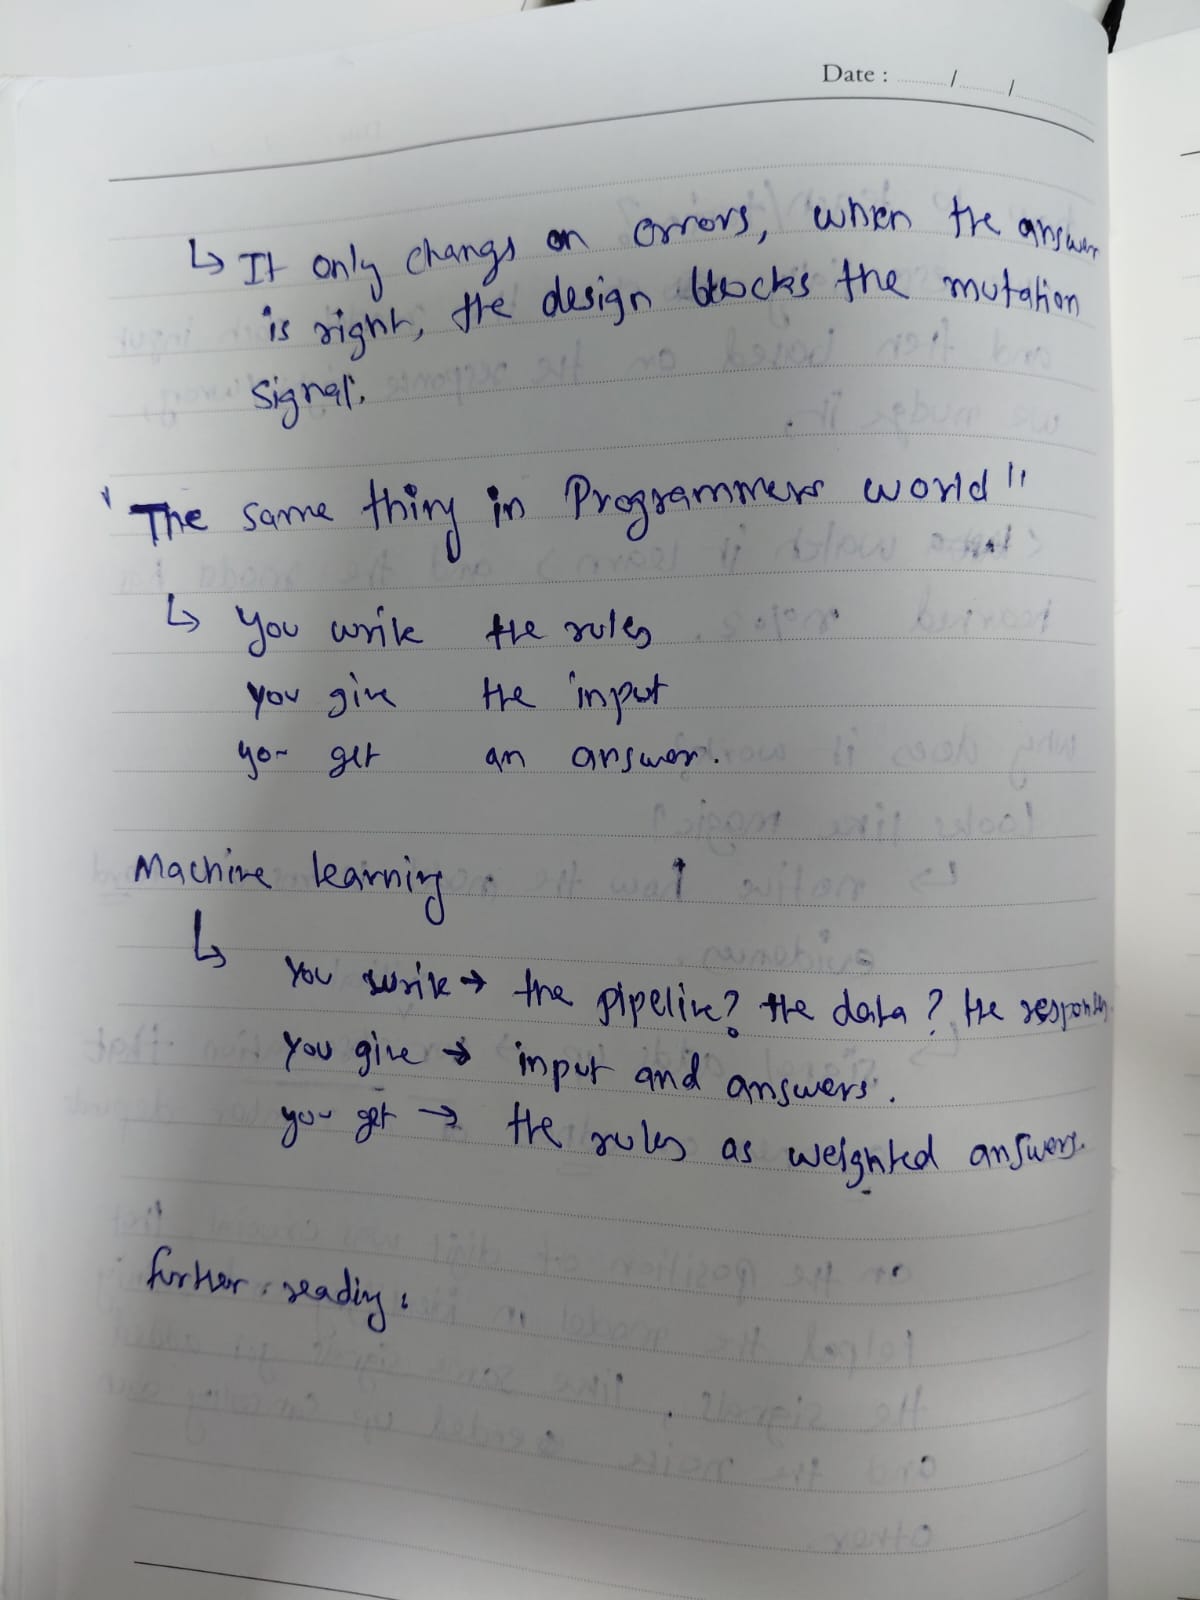 Date : / /
↳ It only changs on errors, when the answer
is right, the design blocks the mutation
signal.
"The same thing in Programmers world"
↳ You write the rules
you give the input
you get an answer.
Machine learning
↳
you write → the pipeline? the data? the
you give → input and answers.
you get → the rules as weighted answers.
further reading: